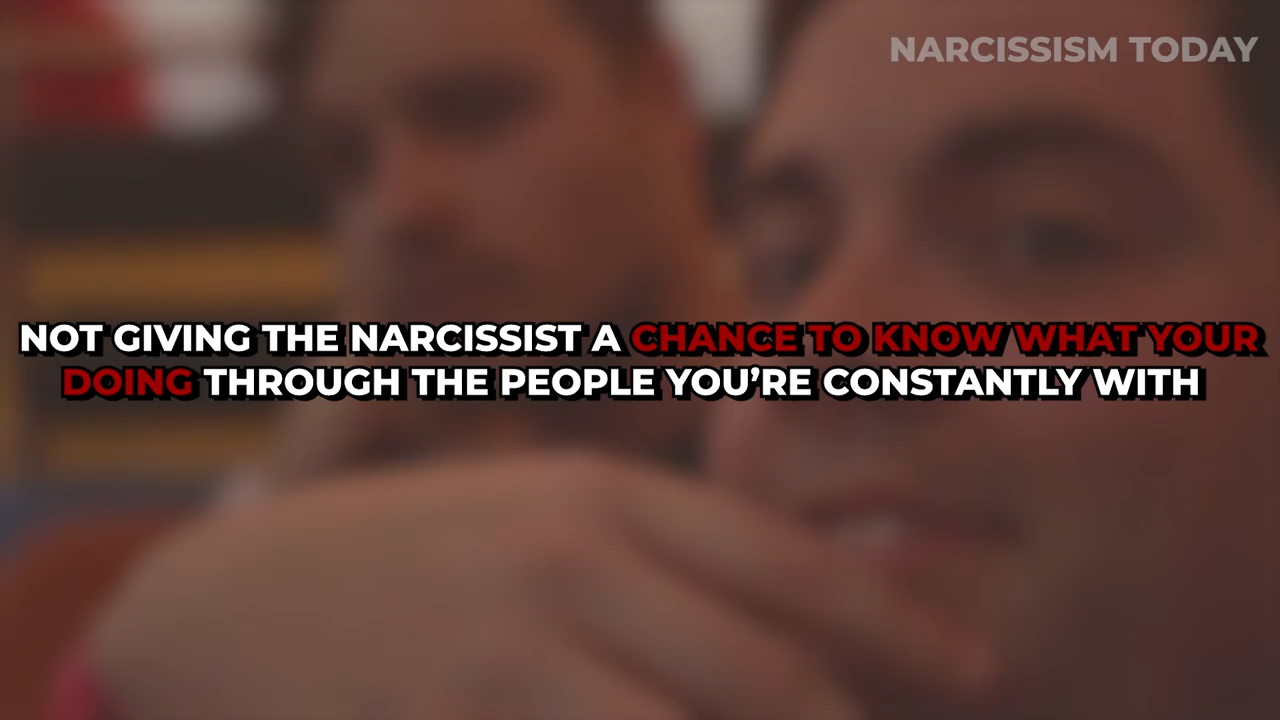 NARCISSISM TODAY
NOT GIVING THE NARCISSIST A CHANCE TO KNOW WHAT YOUR
DOING THROUGH THE PEOPLE YOU’RE CONSTANTLY WITH